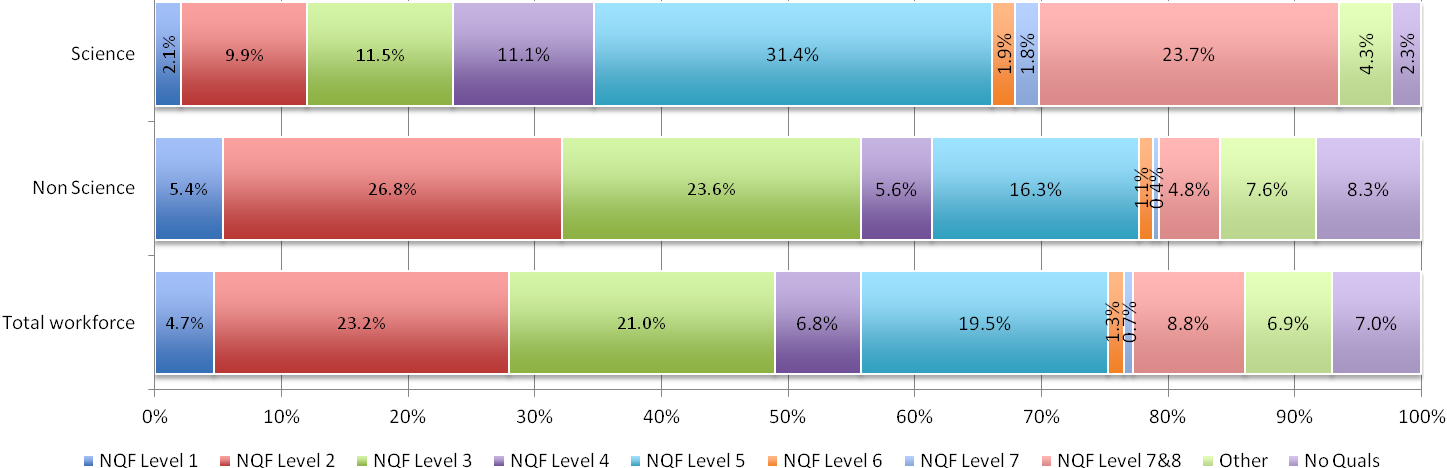 Science 2.1% 9.9% 11.5% 11.1% 31.4% 1.9% 1.8% 23.7% 4.3% 2.3%
Non Science 5.4% 26.8% 23.6% 5.6% 16.3% 1.1% 0.4% 4.8% 7.6% 8.3%
Total workforce 4.7% 23.2% 21.0% 6.8% 19.5% 1.3% 0.7% 8.8% 6.9% 7.0%
0% 10% 20% 30% 40% 50% 60% 70% 80% 90% 100%
NQF Level 1 NQF Level 2 NQF Level 3 NQF Level 4 NQF Level 5 NQF Level 6 NQF Level 7 NQF Level 7&8 Other No Quals